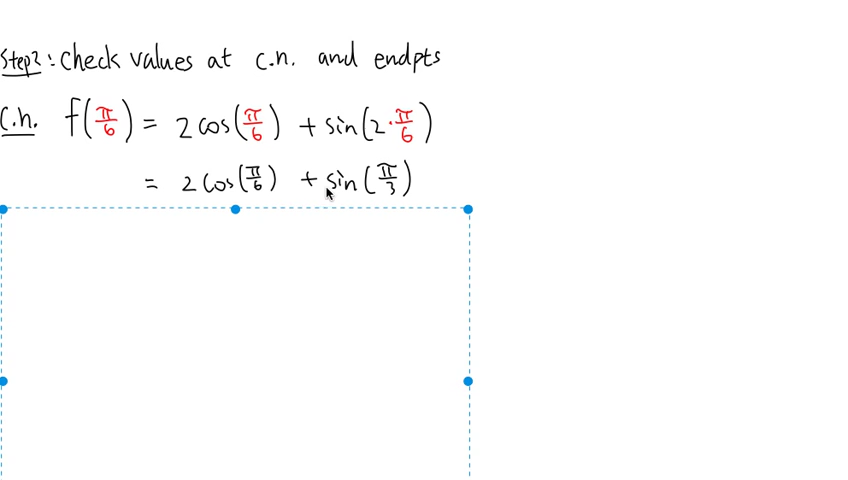 Step2: Check values at c.n. and endpts
C.n. f(π/6) = 2cos(π/6) + sin(2·π/6)
= 2cos(π/6) + sin(π/3)